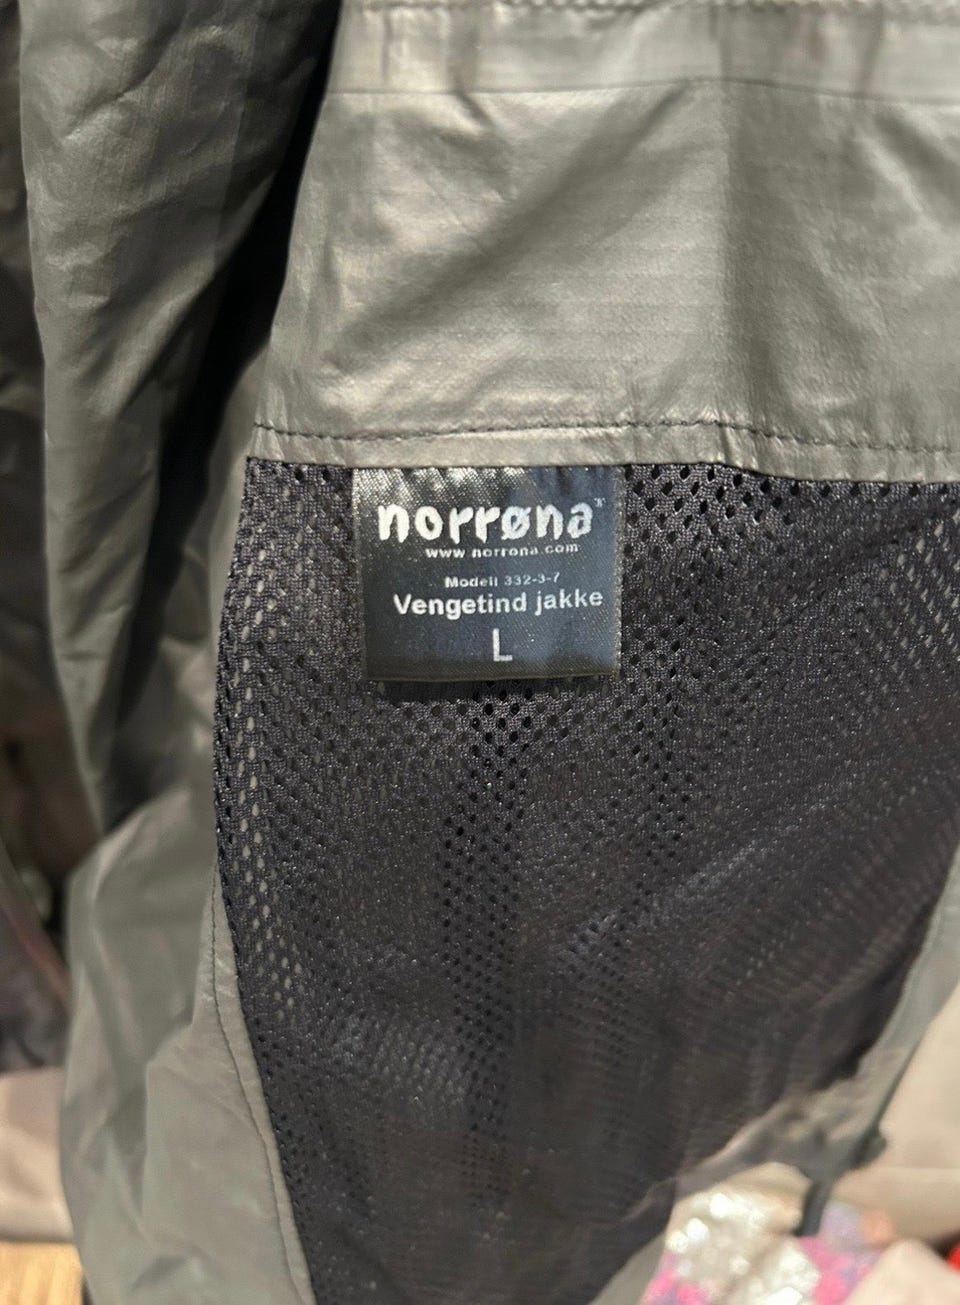 norrøna
www.norrona.com
Modell 332-3-7
Vengetind jakke
L